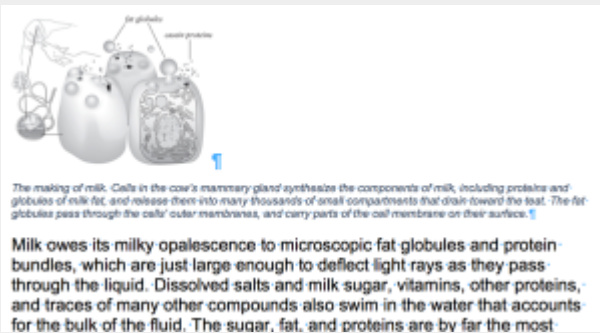 fat globules
casein proteins
¶
The making of milk. Cells in the cow's mammary gland synthesize the components of milk, including proteins and
globules of milk fat, and release them into many thousands of small compartments that drain toward the teat. The fat
globules pass through the cells' outer membranes, and carry parts of the cell membrane on their surface.¶
Milk owes its milky opalescence to microscopic fat globules and protein
bundles, which are just large enough to deflect light rays as they pass
through the liquid. Dissolved salts and milk sugar, vitamins, other proteins,
and traces of many other compounds also swim in the water that accounts
for the bulk of the fluid. The sugar, fat, and proteins are by far the most